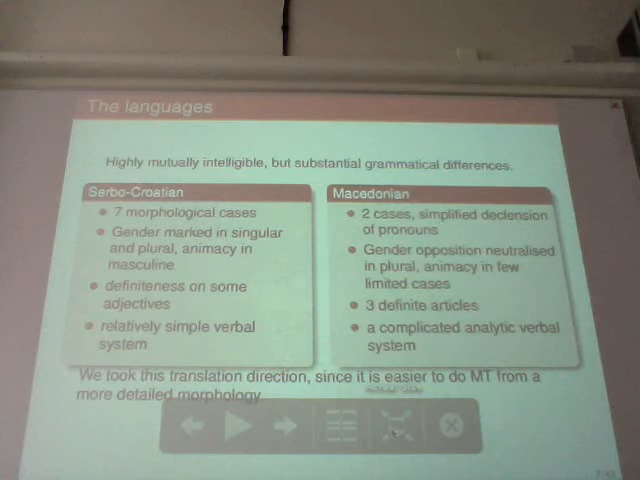 The languages
Highly mutually intelligible, but substantial grammatical differences.
Serbo-Croatian
7 morphological cases
Gender marked in singular
and plural, animacy in
masculine
definiteness on some
adjectives
relatively simple verbal
system
Macedonian
2 cases, simplified declension
of pronouns
Gender opposition neutralised
in plural, animacy in few
limited cases
3 definite articles
a complicated analytic verbal
system
We took this translation direction, since it is easier to do MT from a
more detailed morphology